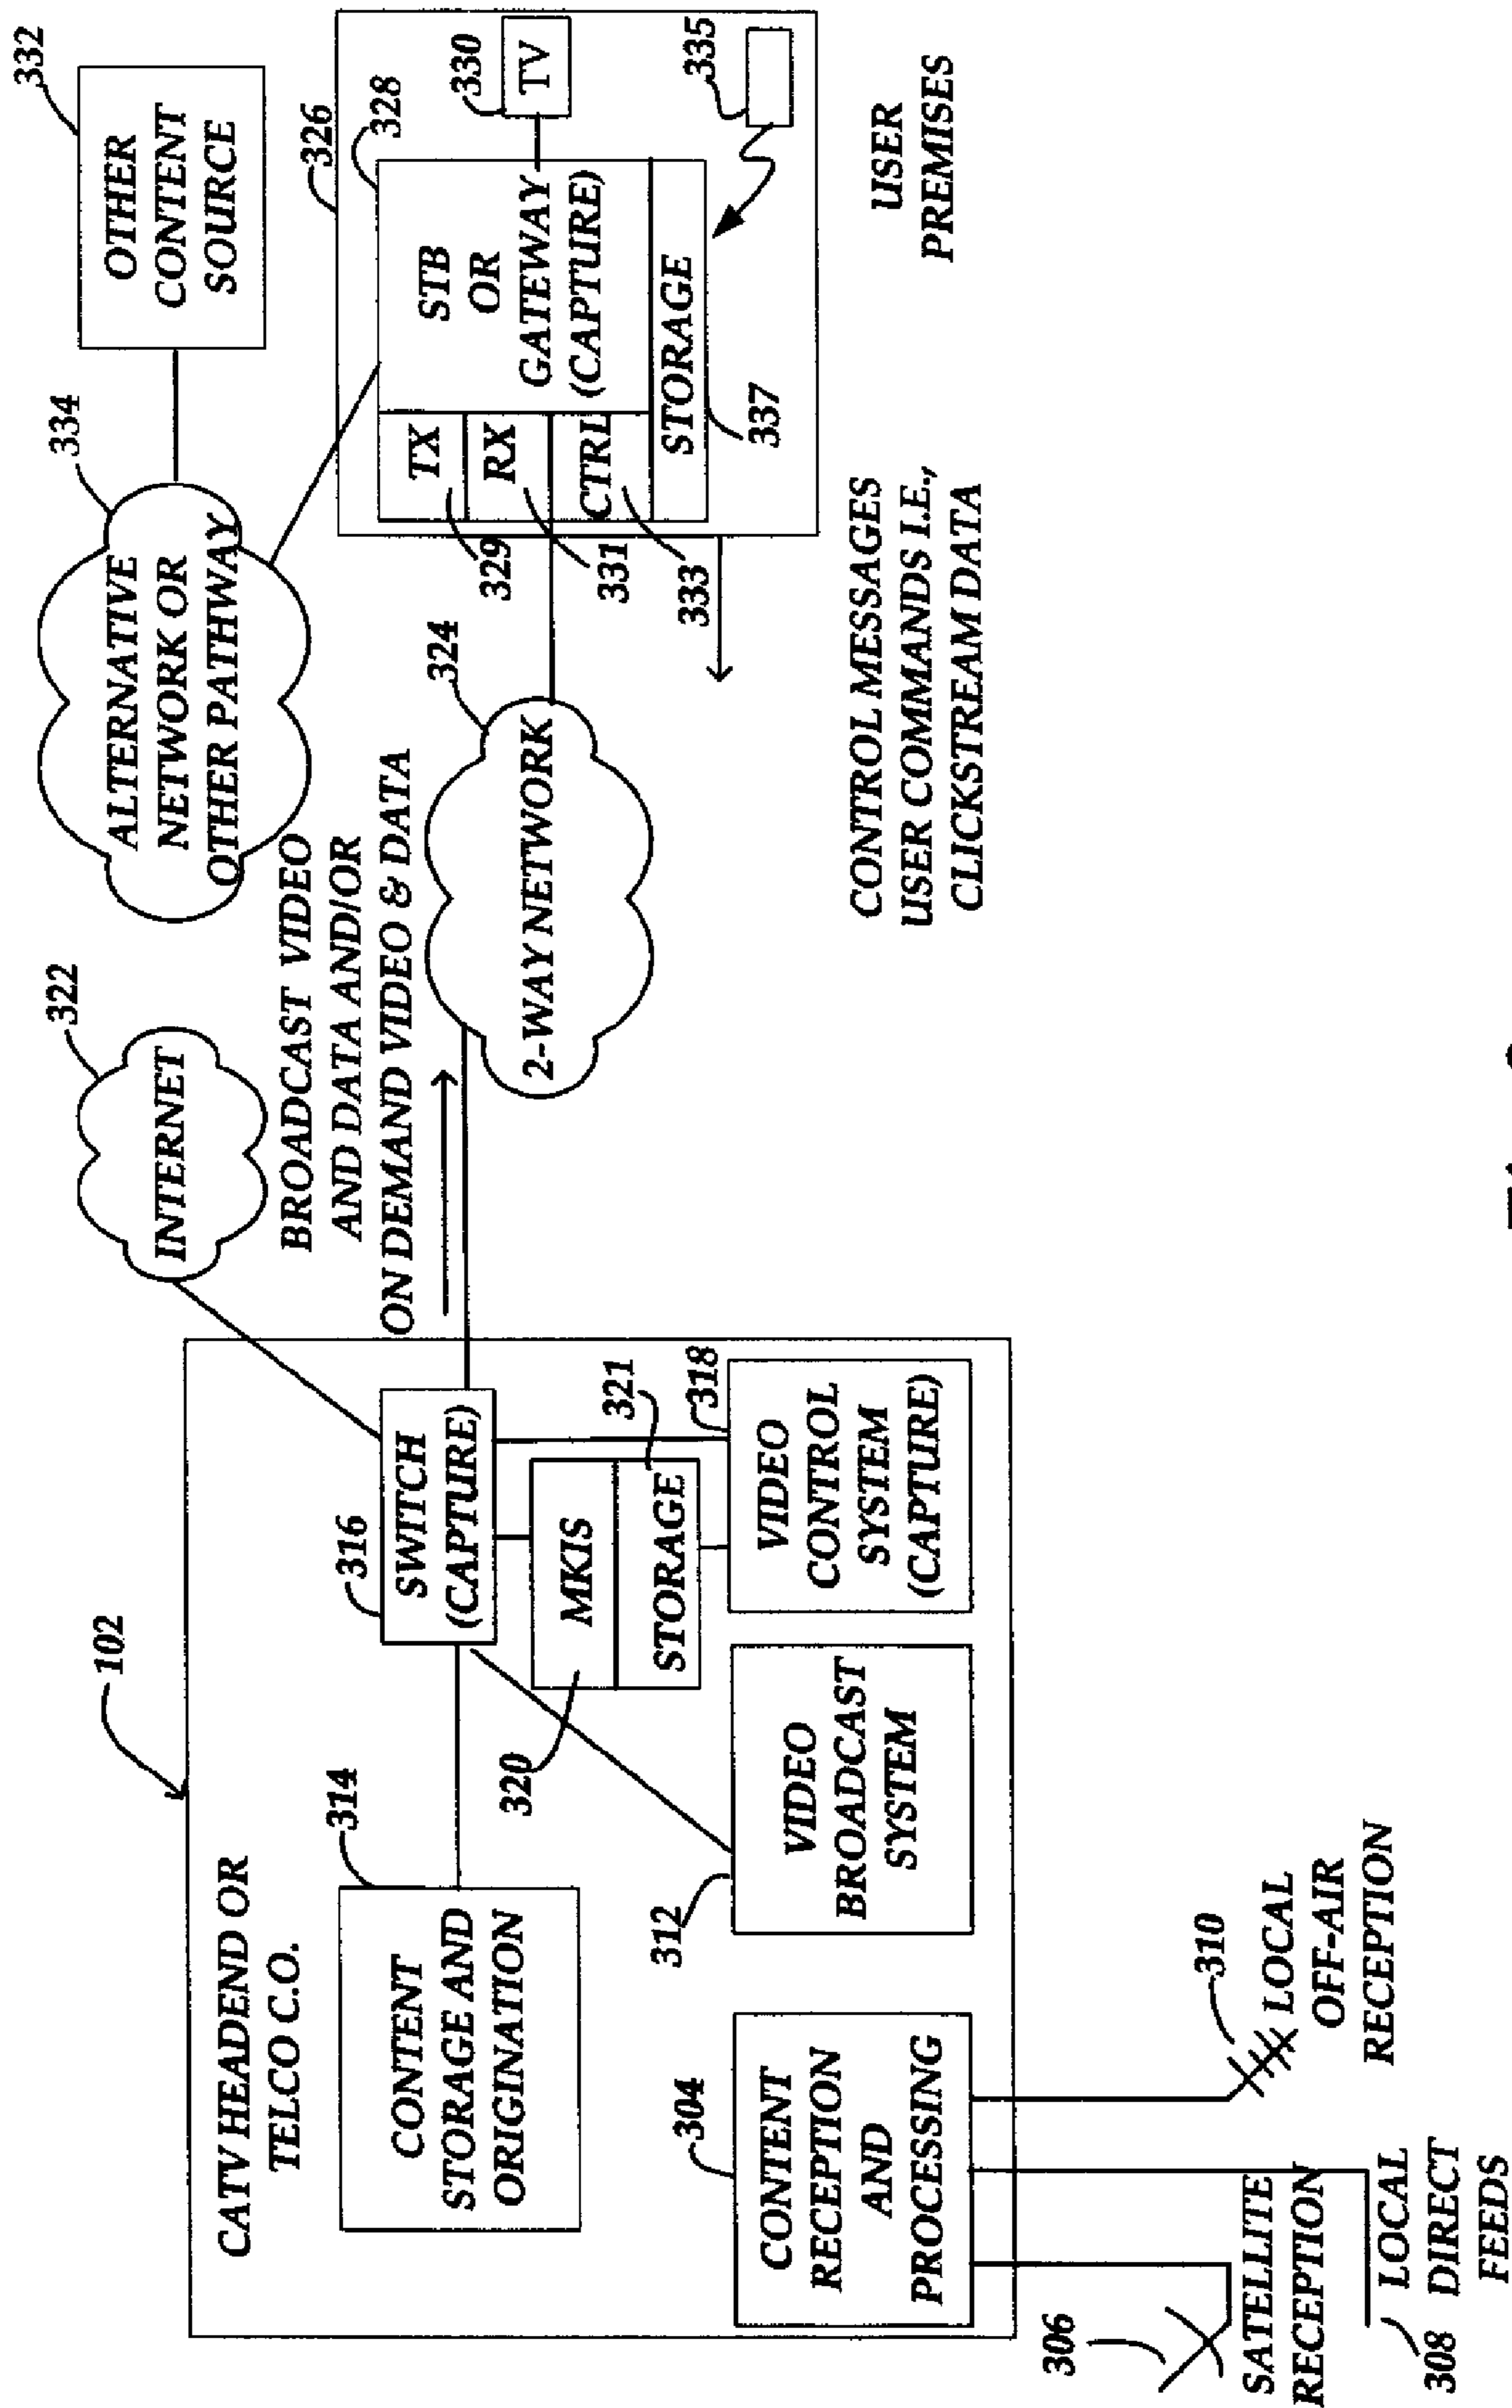 102
CATV HEADEND OR
TELCO C.O.
314
CONTENT
STORAGE AND
ORIGINATION
316
SWITCH
(CAPTURE)
320
MKIS
321
STORAGE
318
VIDEO
CONTROL
SYSTEM
(CAPTURE)
312
VIDEO
BROADCAST
SYSTEM
304
CONTENT
RECEPTION
AND
PROCESSING
306
SATELLITE
RECEPTION
308
LOCAL
DIRECT
FEEDS
310
LOCAL
OFF-AIR
RECEPTION
322
INTERNET
BROADCAST VIDEO
AND DATA AND/OR
ON DEMAND VIDEO & DATA
324
2-WAY NETWORK
334
ALTERNATIVE
NETWORK OR
OTHER PATHWAY
332
OTHER
CONTENT
SOURCE
326
328
STB
OR
GATEWAY
(CAPTURE)
TX
329
RX
331
CTRL
333
STORAGE
337
330
TV
335
USER
PREMISES
CONTROL MESSAGES
USER COMMANDS I.E.,
CLICKSTREAM DATA